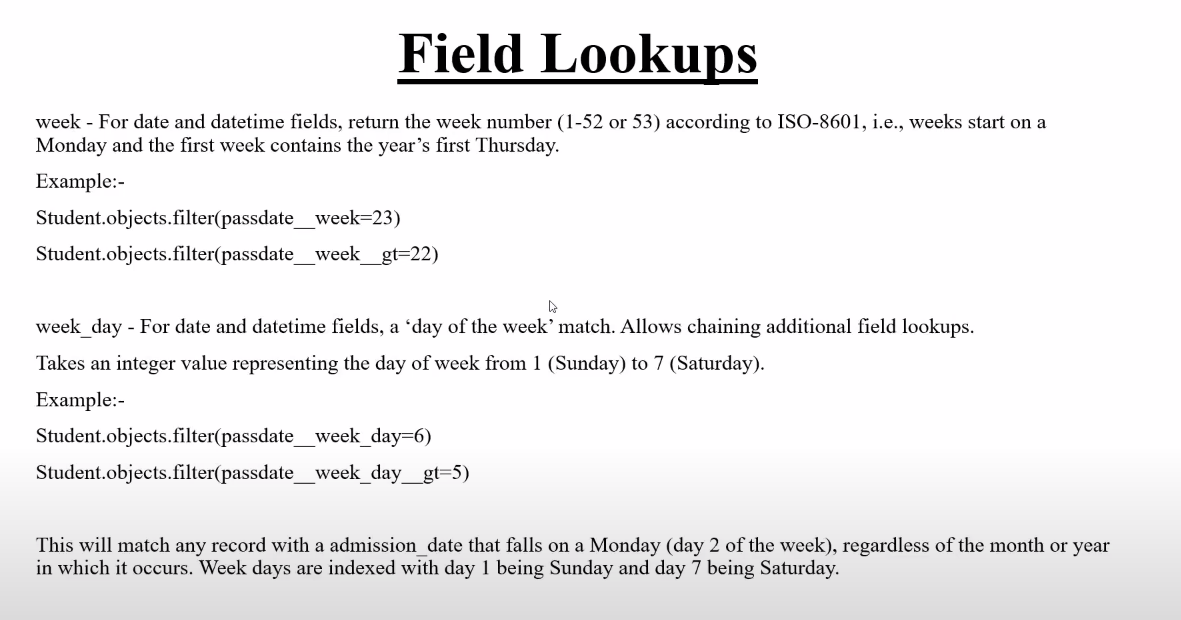 Field Lookups
week - For date and datetime fields, return the week number (1-52 or 53) according to ISO-8601, i.e., weeks start on a
Monday and the first week contains the year’s first Thursday.
Example:-
Student.objects.filter(passdate__week=23)
Student.objects.filter(passdate__week__gt=22)
week_day - For date and datetime fields, a ‘day of the week’ match. Allows chaining additional field lookups.
Takes an integer value representing the day of week from 1 (Sunday) to 7 (Saturday).
Example:-
Student.objects.filter(passdate__week_day=6)
Student.objects.filter(passdate__week_day__gt=5)
This will match any record with a admission_date that falls on a Monday (day 2 of the week), regardless of the month or year
in which it occurs. Week days are indexed with day 1 being Sunday and day 7 being Saturday.